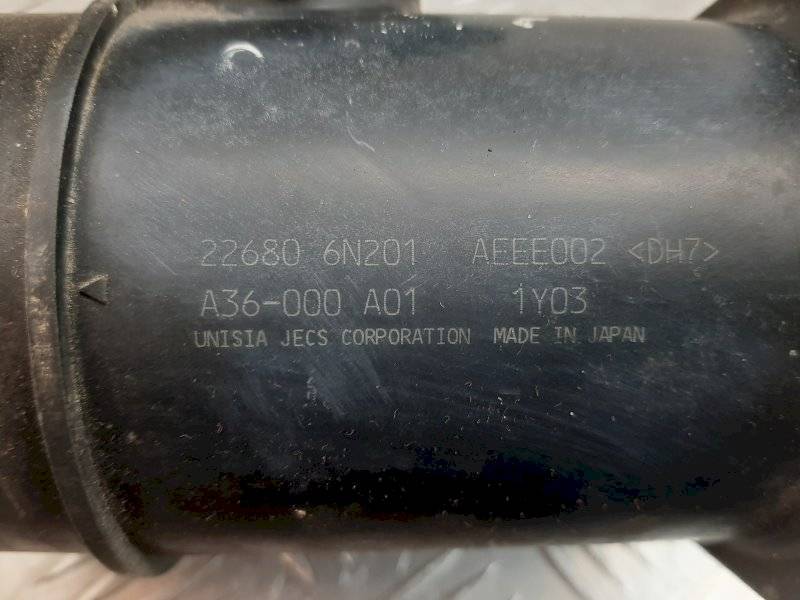 22680 6N201 AEEE002 <DH7>
A36-000 A01 1Y03
UNISIA JECS CORPORATION MADE IN JAPAN